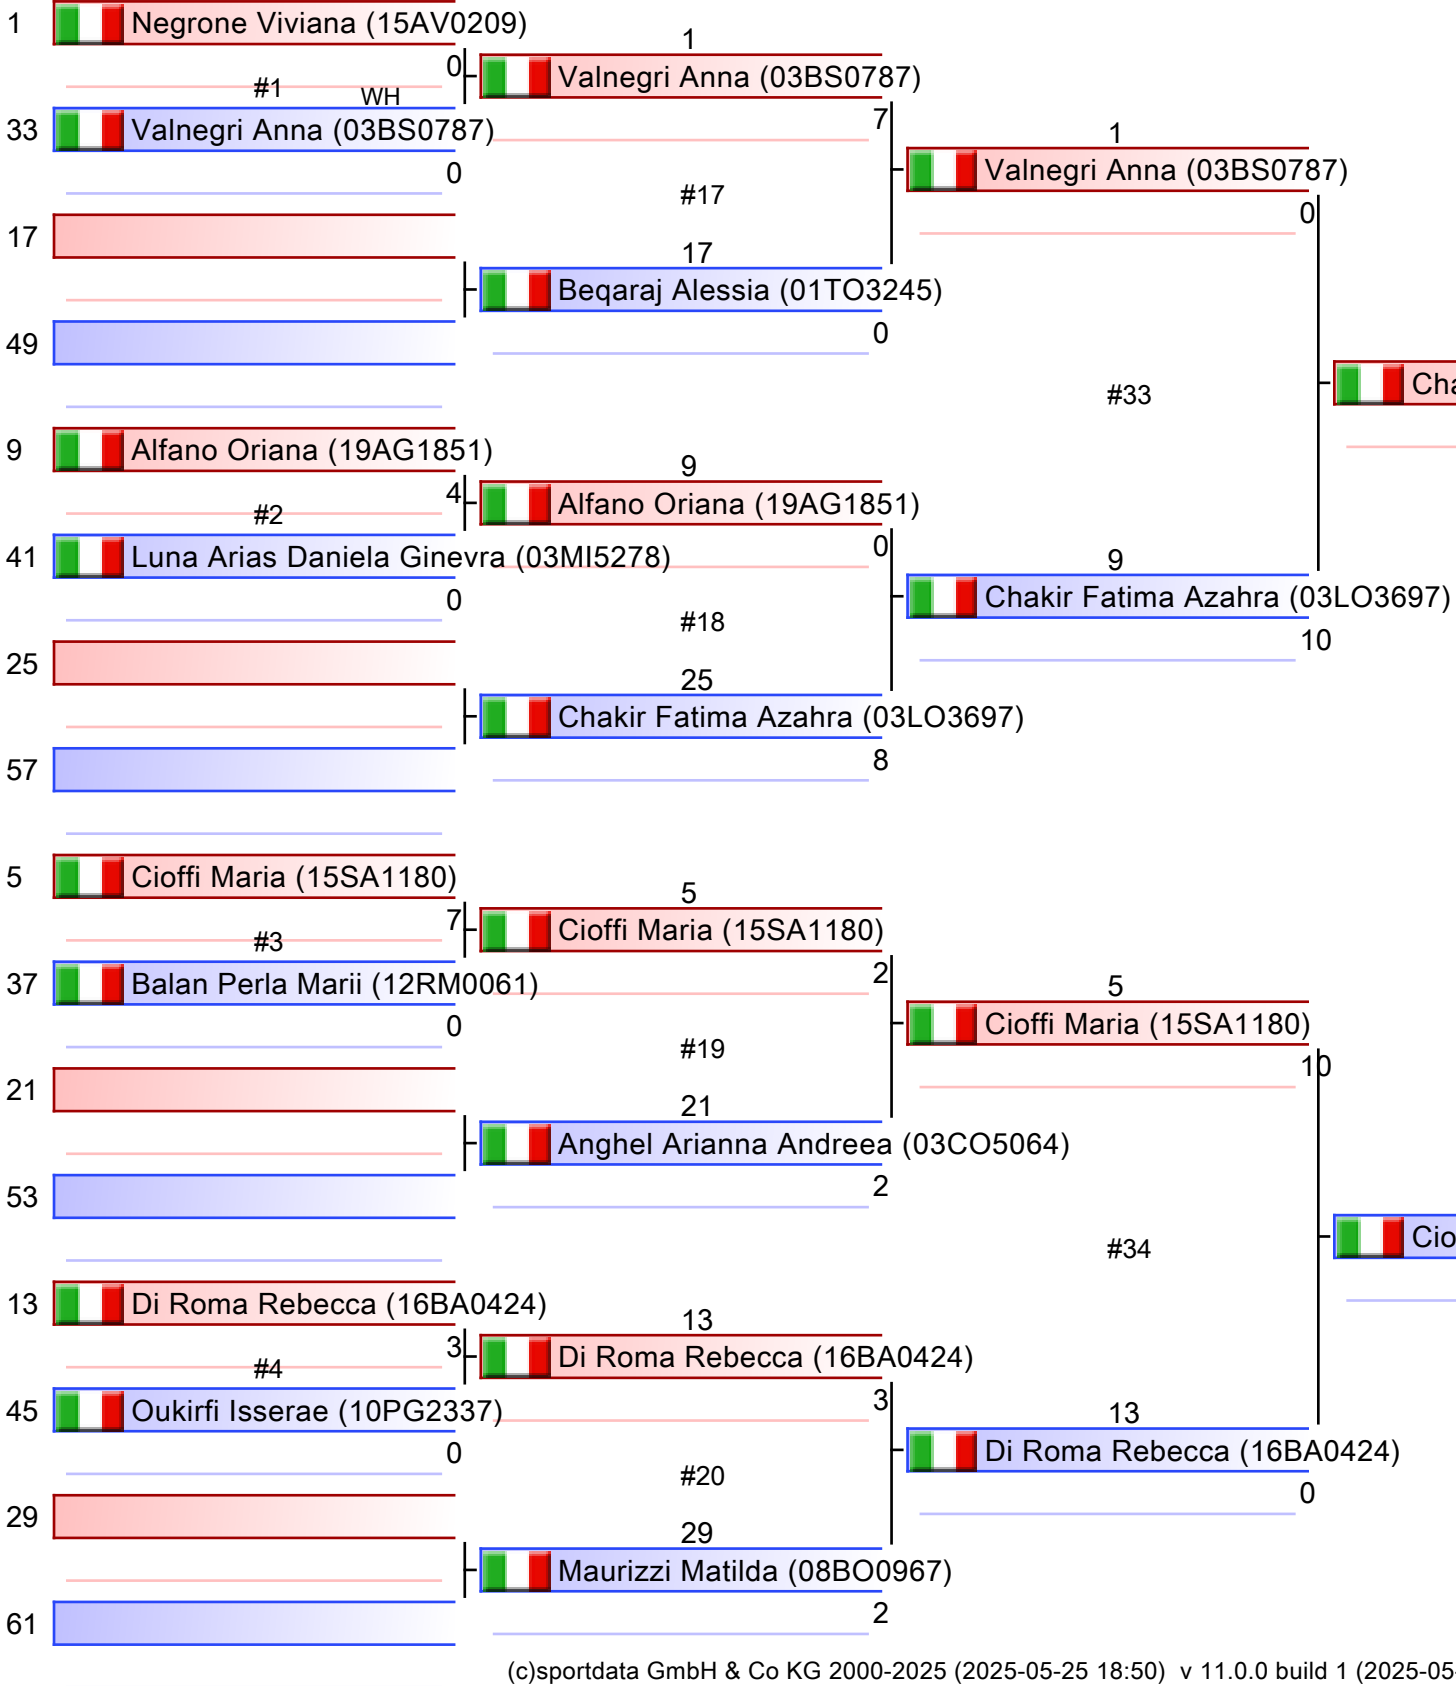 1 Negrone Viviana (15AV0209)
0
#1 WH
33 Valnegri Anna (03BS0787)
0
17
49
9 Alfano Oriana (19AG1851)
4
#2
41 Luna Arias Daniela Ginevra (03MI5278)
0
25
57
5 Cioffi Maria (15SA1180)
7
#3
37 Balan Perla Marii (12RM0061)
0
21
53
13 Di Roma Rebecca (16BA0424)
3
#4
45 Oukirfi Isserae (10PG2337)
0
29
61
1
Valnegri Anna (03BS0787)
7
#17
17
Beqaraj Alessia (01TO3245)
0
9
Alfano Oriana (19AG1851)
0
#18
25
Chakir Fatima Azahra (03LO3697)
8
5
Cioffi Maria (15SA1180)
2
#19
21
Anghel Arianna Andreea (03CO5064)
2
13
Di Roma Rebecca (16BA0424)
3
#20
29
Maurizzi Matilda (08BO0967)
2
1
Valnegri Anna (03BS0787)
0
#33
9
Chakir Fatima Azahra (03LO3697)
10
5
Cioffi Maria (15SA1180)
10
#34
13
Di Roma Rebecca (16BA0424)
0
Cha
Cio
(c)sportdata GmbH & Co KG 2000-2025 (2025-05-25 18:50) v 11.0.0 build 1 (2025-05-